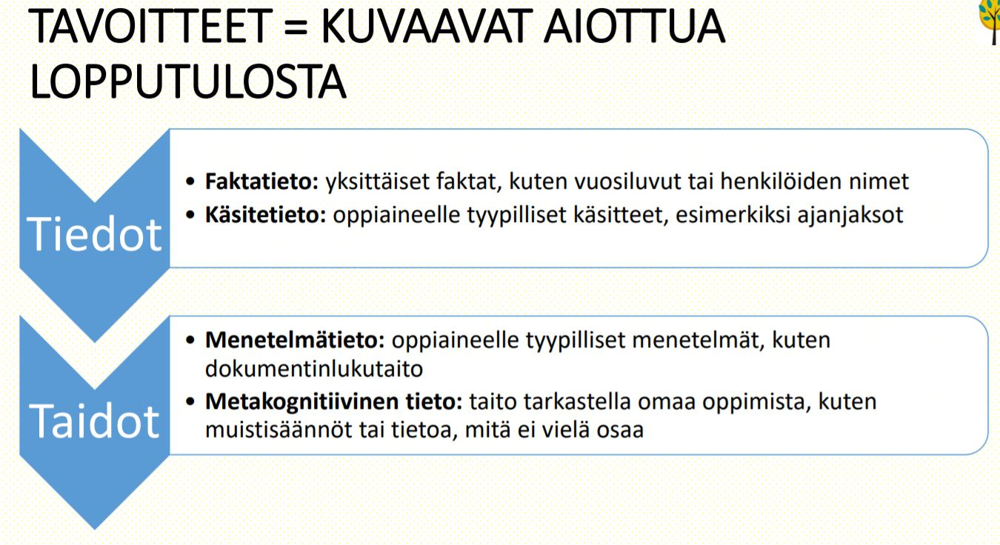 TAVOITTEET = KUVAAVAT AIOTTUA
LOPPUTULOSTA
Tiedot
• Faktatieto: yksittäiset faktat, kuten vuosiluvut tai henkilöiden nimet
• Käsitetieto: oppiaineelle tyypilliset käsitteet, esimerkiksi ajanjaksot
Taidot
• Menetelmätieto: oppiaineelle tyypilliset menetelmät, kuten
dokumentinlukutaito
• Metakognitiivinen tieto: taito tarkastella omaa oppimista, kuten
muistisäännöt tai tietoa, mitä ei vielä osaa